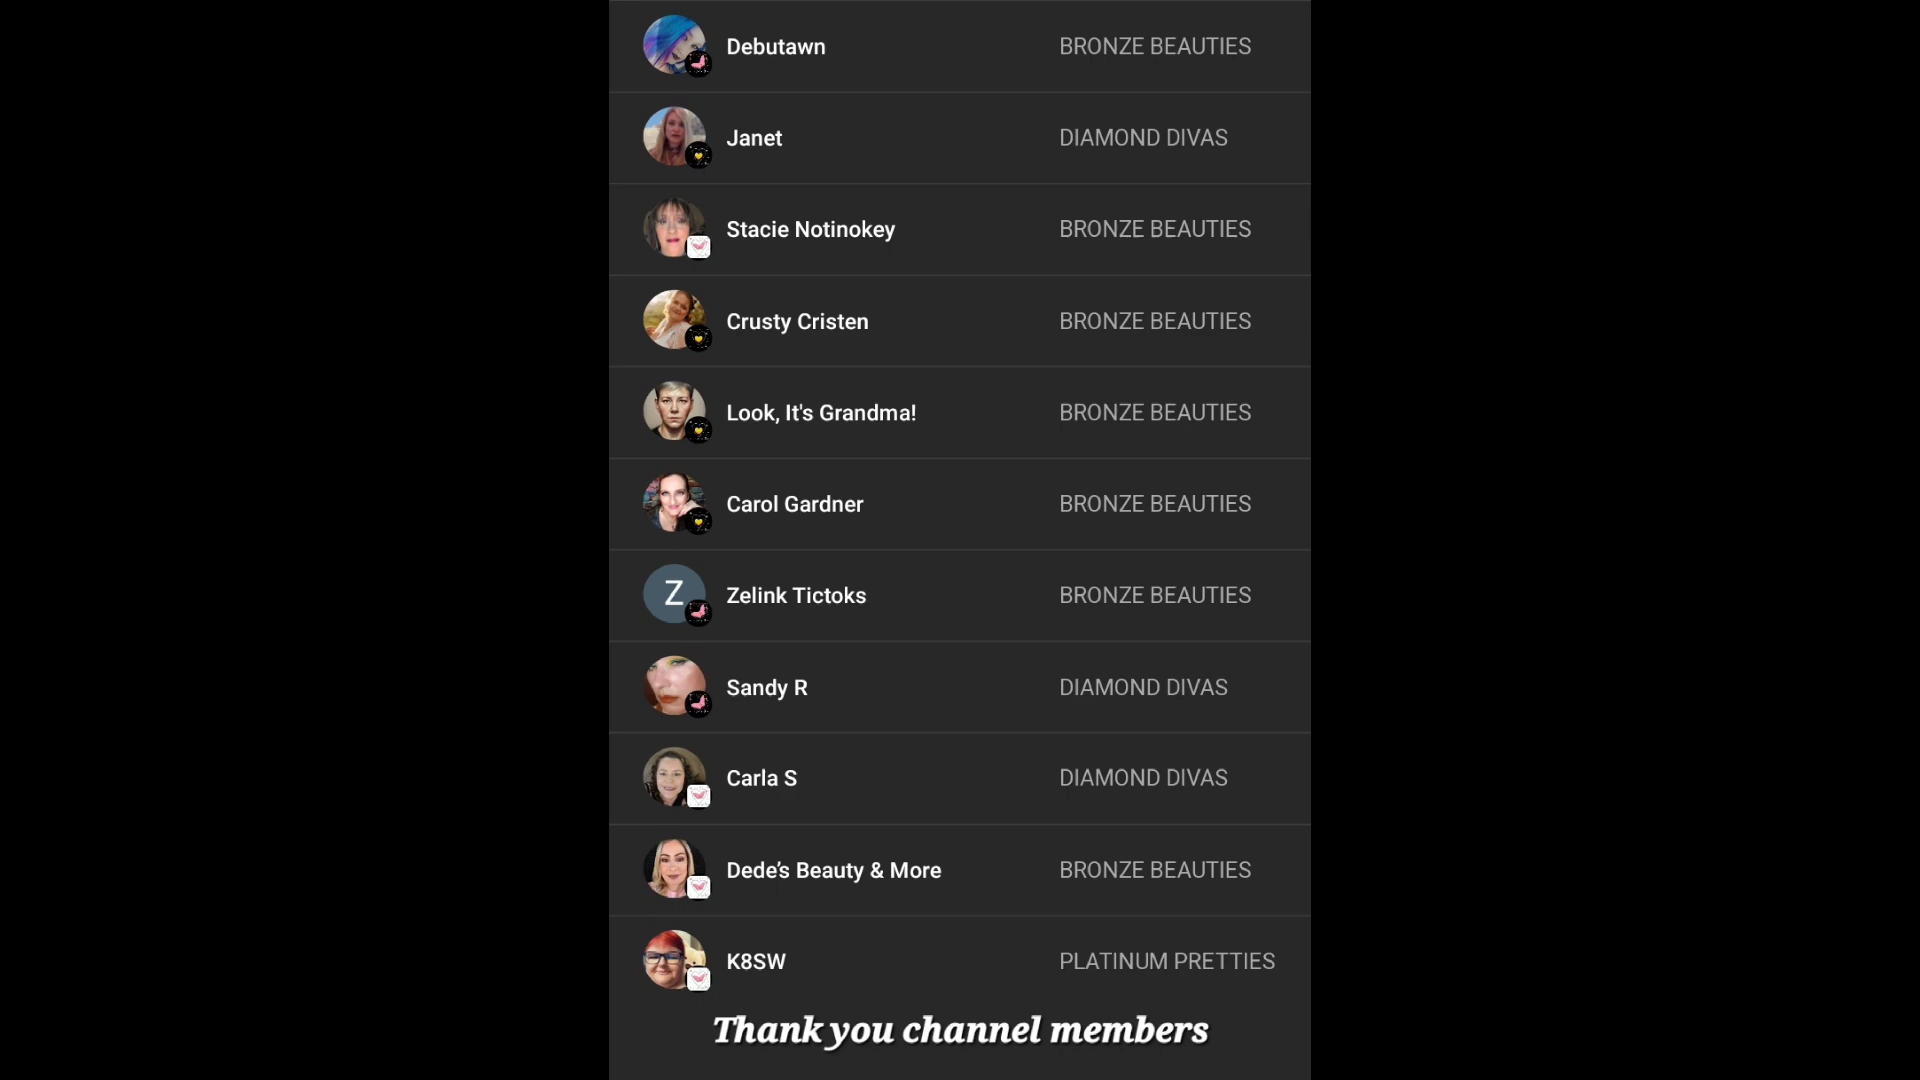 Debutawn BRONZE BEAUTIES
Janet DIAMOND DIVAS
Stacie Notinokey BRONZE BEAUTIES
Crusty Cristen BRONZE BEAUTIES
Look, It's Grandma! BRONZE BEAUTIES
Carol Gardner BRONZE BEAUTIES
Z Zelink Tictoks BRONZE BEAUTIES
Sandy R DIAMOND DIVAS
Carla S DIAMOND DIVAS
Dede’s Beauty & More BRONZE BEAUTIES
K8SW PLATINUM PRETTIES
Thank you channel members